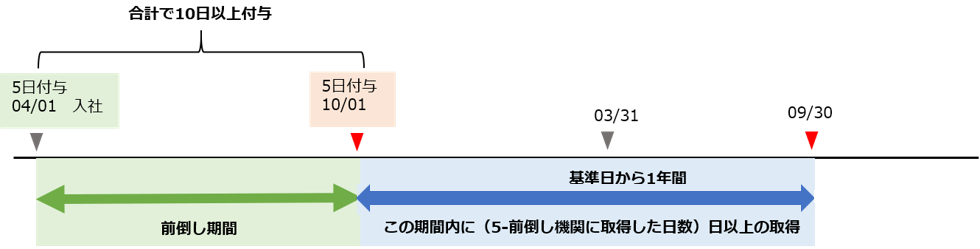 合計で10日以上付与
5日付与
04/01　入社
5日付与
10/01
03/31
09/30
基準日から1年間
前倒し期間
この期間内に（5-前倒し機関に取得した日数）日以上の取得